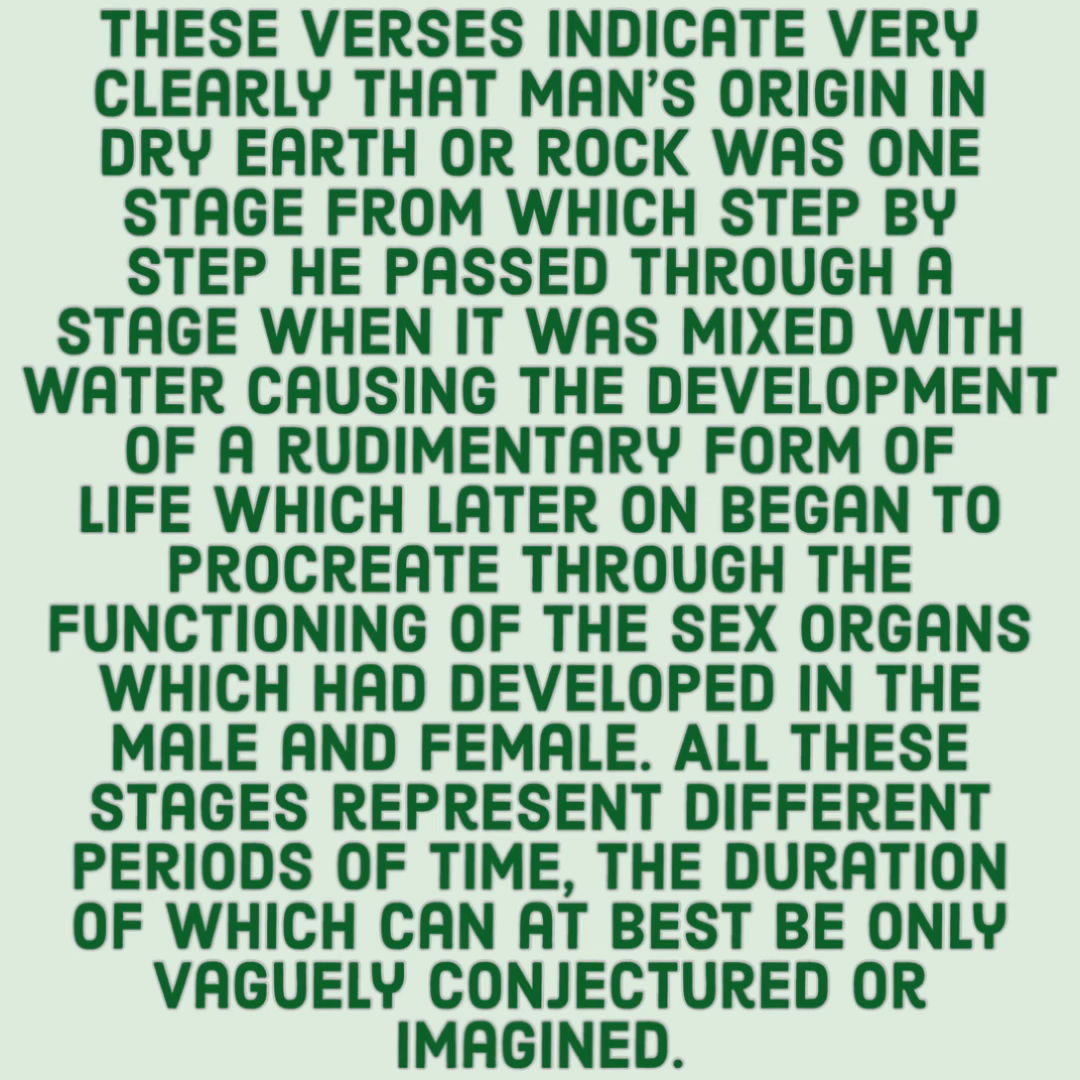 THESE VERSES INDICATE VERY
CLEARLY THAT MAN'S ORIGIN IN
DRY EARTH OR ROCK WAS ONE
STAGE FROM WHICH STEP BY
STEP HE PASSED THROUGH A
STAGE WHEN IT WAS MIXED WITH
WATER CAUSING THE DEVELOPMENT
OF A RUDIMENTARY FORM OF
LIFE WHICH LATER ON BEGAN TO
PROCREATE THROUGH THE
FUNCTIONING OF THE SEX ORGANS
WHICH HAD DEVELOPED IN THE
MALE AND FEMALE. ALL THESE
STAGES REPRESENT DIFFERENT
PERIODS OF TIME, THE DURATION
OF WHICH CAN AT BEST BE ONLY
VAGUELY CONJECTURED OR
IMAGINED.